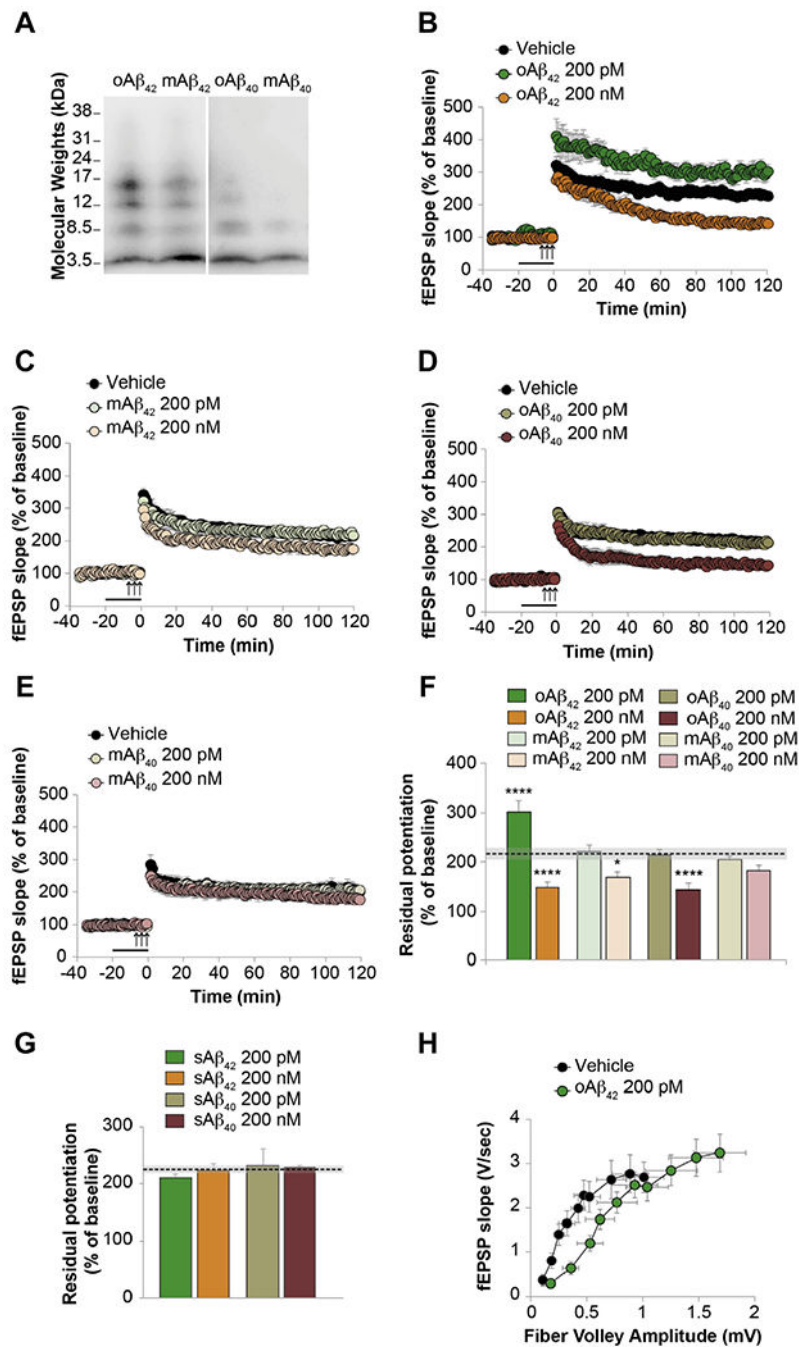 A
oAβ42 mAβ42 oAβ40 mAβ40
Molecular Weights (kDa)
38
31
24
17
12
8.5
3.5
B
Vehicle
oAβ42 200 pM
oAβ42 200 nM
fEPSP slope (% of baseline)
500
400
300
200
100
0
-40 -20 0 20 40 60 80 100 120
Time (min)
C
Vehicle
mAβ42 200 pM
mAβ42 200 nM
fEPSP slope (% of baseline)
500
400
300
200
100
0
-40 -20 0 20 40 60 80 100 120
Time (min)
D
Vehicle
oAβ40 200 pM
oAβ40 200 nM
fEPSP slope (% of baseline)
500
400
300
200
100
0
-40 -20 0 20 40 60 80 100 120
Time (min)
E
Vehicle
mAβ40 200 pM
mAβ40 200 nM
fEPSP slope (% of baseline)
500
400
300
200
100
0
-40 -20 0 20 40 60 80 100 120
Time (min)
F
oAβ42 200 pM oAβ40 200 pM
oAβ42 200 nM oAβ40 200 nM
mAβ42 200 pM mAβ40 200 pM
mAβ42 200 nM mAβ40 200 nM
Residual potentiation
(% of baseline)
400
300
200
100
0
****
****
*
****
G
sAβ42 200 pM
sAβ42 200 nM
sAβ40 200 pM
sAβ40 200 nM
Residual potentiation
(% of baseline)
300
200
100
0
H
Vehicle
oAβ42 200 pM
fEPSP slope (V/sec)
4
3
2
1
0
0 0.5 1 1.5 2
Fiber Volley Amplitude (mV)